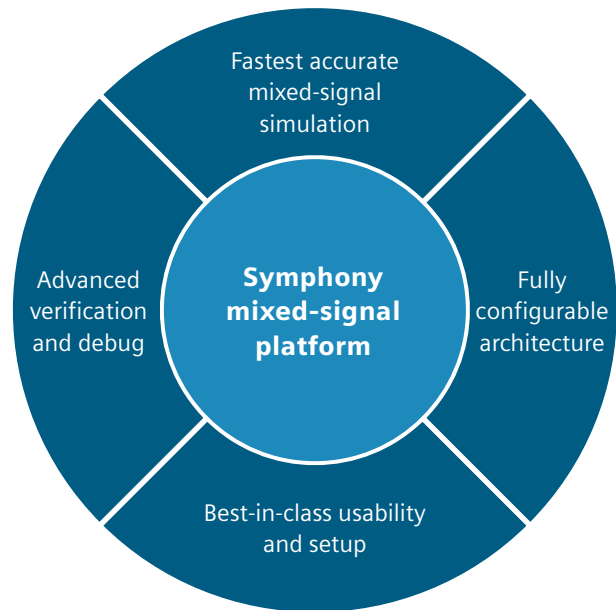 Fastest accurate
mixed-signal
simulation
Advanced
verification
and debug
Symphony
mixed-signal
platform
Fully
configurable
architecture
Best-in-class usability
and setup